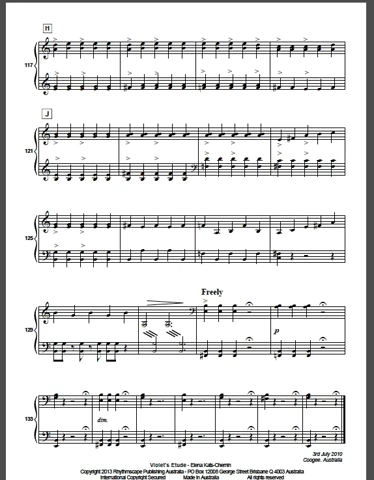 H
117
J
121
125
Freely
129
p
133
dim.
3rd July 2010
Coogee, Australia
Violet's Etude - Elena Kats-Chernin
Copyright 2013 Rhythmscape Publishing Australia - PO Box 12008 George Street Brisbane Q 4003 Australia
International Copyright Secured Made in Australia All rights reserved